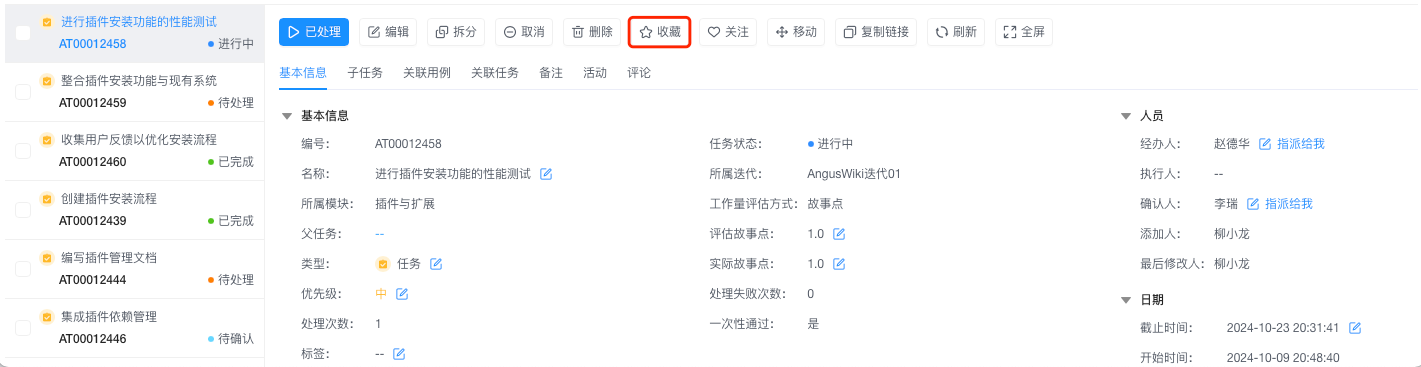 进行插件安装功能的性能测试
AT00012458 进行中
整合插件安装功能与现有系统
AT00012459 待处理
收集用户反馈以优化安装流程
AT00012460 已完成
创建插件安装流程
AT00012439 已完成
编写插件管理文档
AT00012444 待处理
集成插件依赖管理
AT00012446 待确认
已处理 编辑 拆分 取消 删除 收藏 关注 移动 复制链接 刷新 全屏
基本信息 子任务 关联用例 关联任务 备注 活动 评论
基本信息
编号: AT00012458 任务状态: 进行中
名称: 进行插件安装功能的性能测试 所属迭代: AngusWiki迭代01
所属模块: 插件与扩展 工作量评估方式: 故事点
父任务: -- 评估故事点: 1.0
类型: 任务 实际故事点: 1.0
优先级: 中 处理失败次数: 0
处理次数: 1 一次性通过: 是
标签: --
人员
经办人: 赵德华 指派给我
执行人: --
确认人: 李瑞 指派给我
添加人: 柳小龙
最后修改人: 柳小龙
日期
截止时间: 2024-10-23 20:31:41
开始时间: 2024-10-09 20:48:40